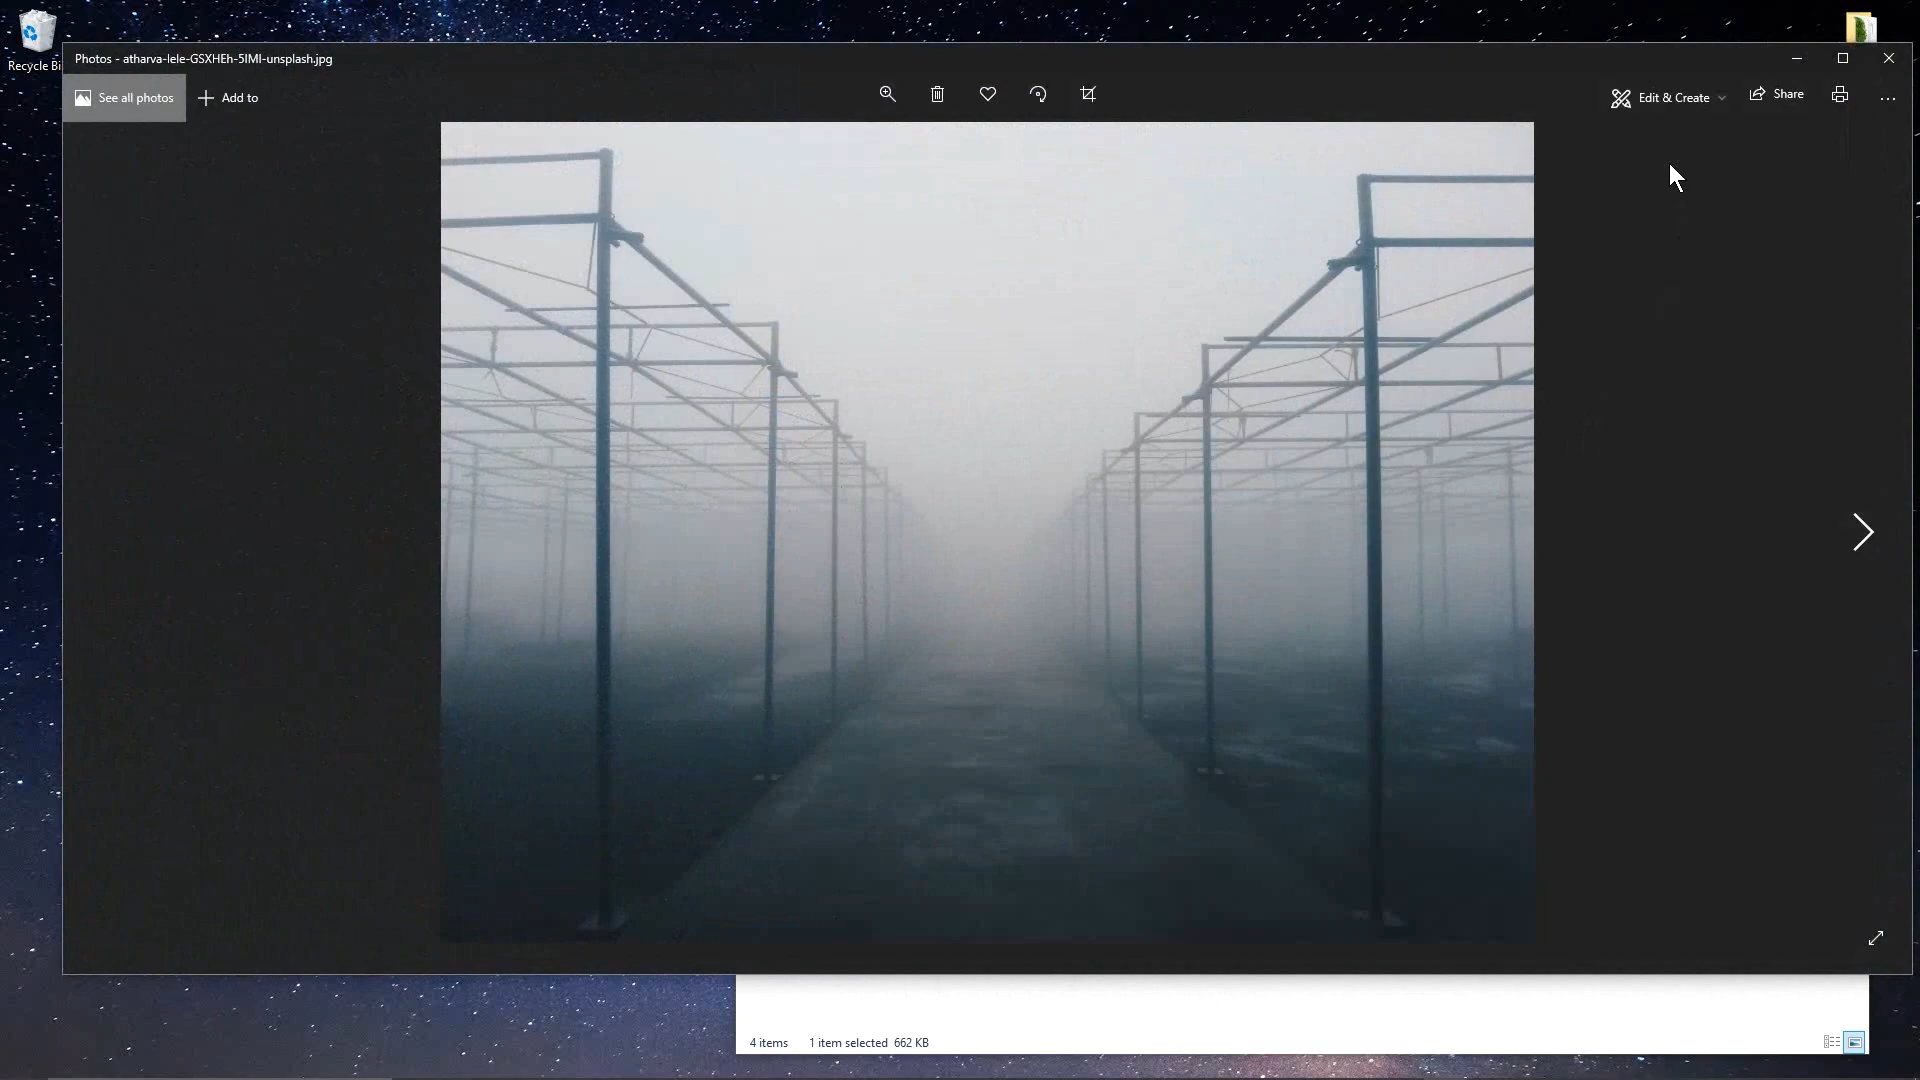 Recycle Bi
Photos - atharva-lele-GSXHEh-5IMI-unsplash.jpg
See all photos
Add to
Edit & Create
Share
4 items
1 item selected 662 KB